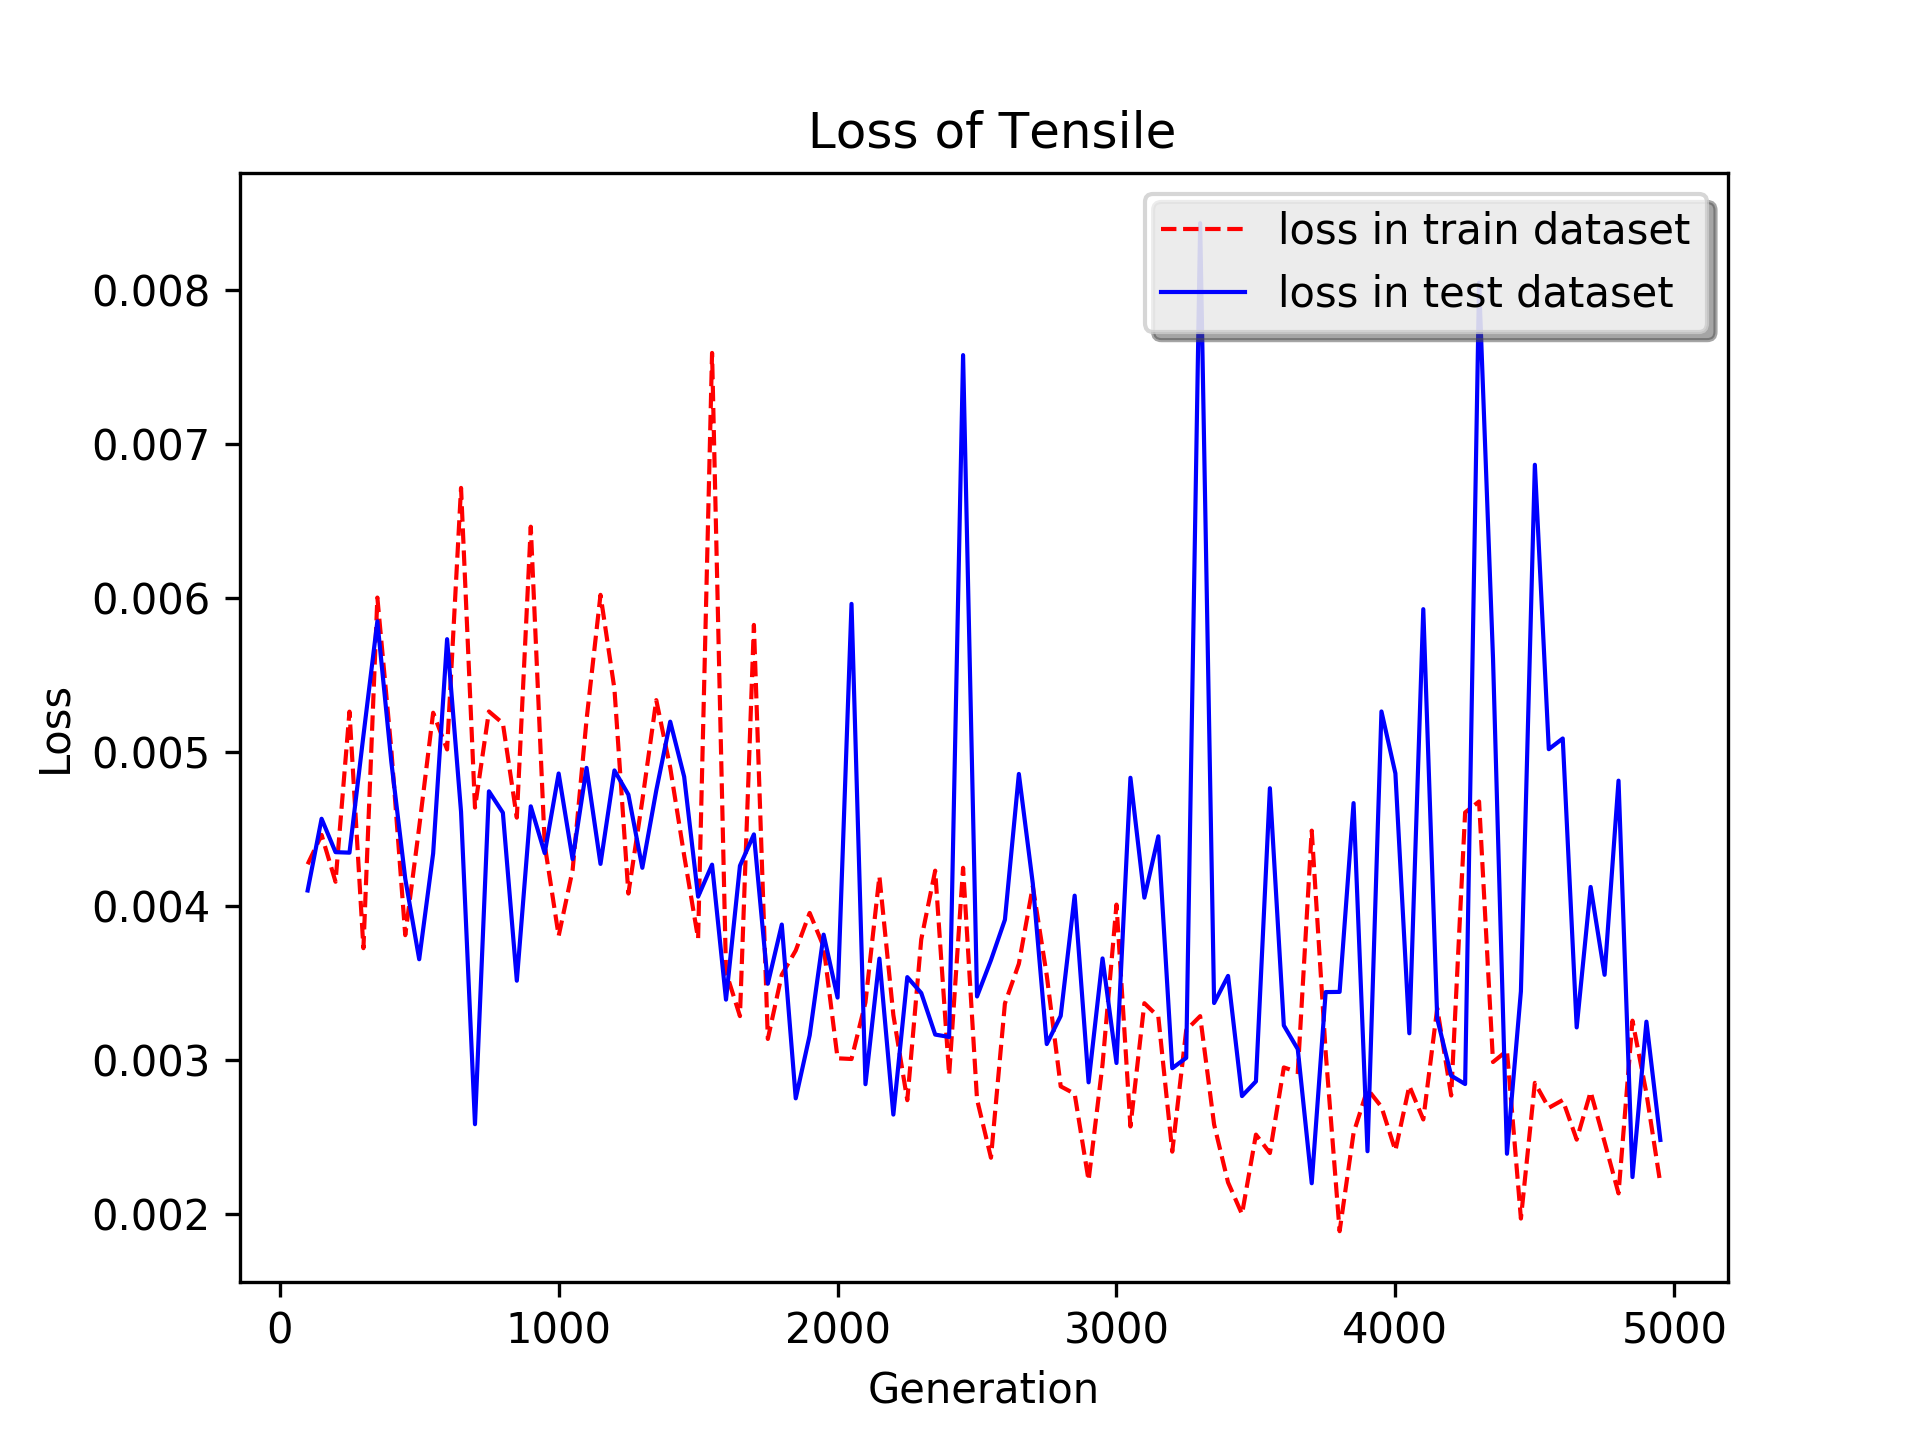 Loss of Tensile
loss in train dataset
loss in test dataset
0.008
0.007
0.006
0.005
0.004
0.003
0.002
Loss
0 1000 2000 3000 4000 5000
Generation